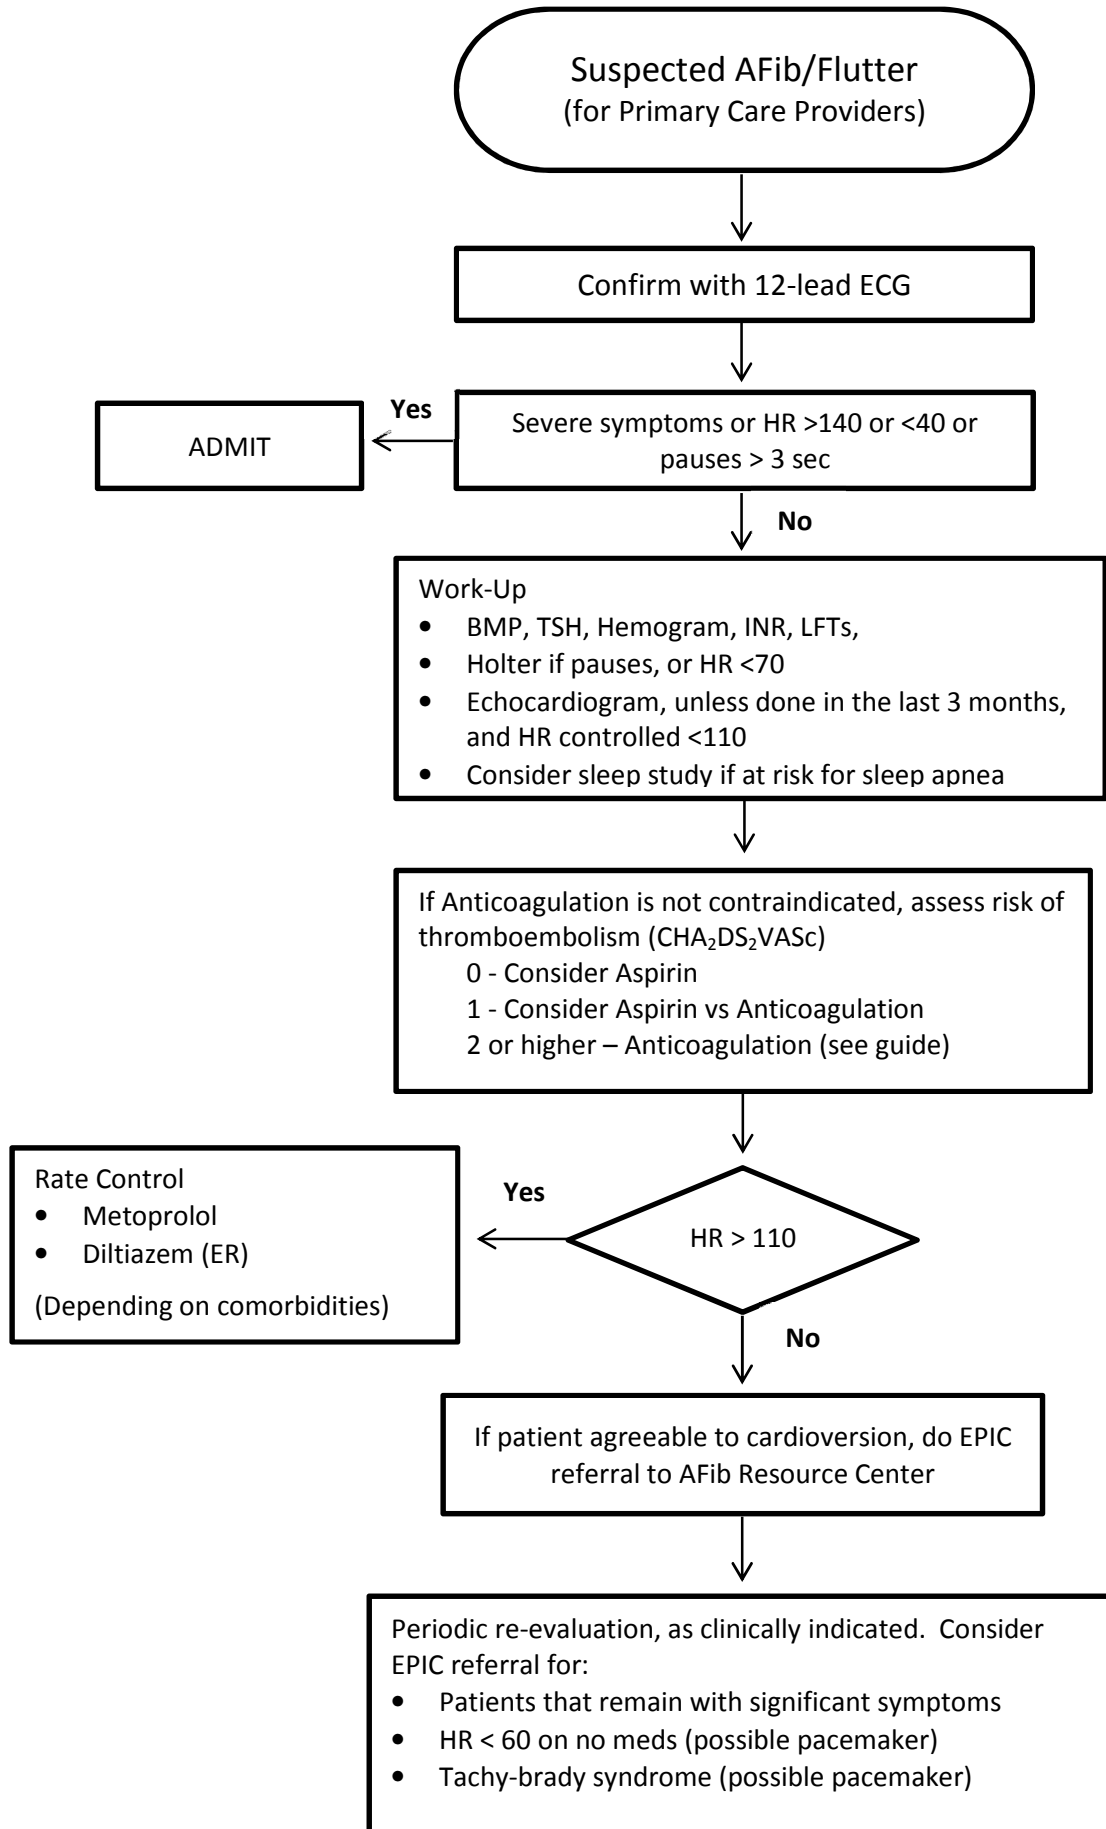 Suspected AFib/Flutter
(for Primary Care Providers)
Confirm with 12-lead ECG
Yes
ADMIT
Severe symptoms or HR >140 or <40 or
pauses > 3 sec
No
Work-Up
• BMP, TSH, Hemogram, INR, LFTs,
• Holter if pauses, or HR <70
• Echocardiogram, unless done in the last 3 months,
and HR controlled <110
• Consider sleep study if at risk for sleep apnea
If Anticoagulation is not contraindicated, assess risk of
thromboembolism (CHA₂DS₂VASc)
0 - Consider Aspirin
1 - Consider Aspirin vs Anticoagulation
2 or higher – Anticoagulation (see guide)
Rate Control
• Metoprolol
• Diltiazem (ER)
(Depending on comorbidities)
Yes
HR > 110
No
If patient agreeable to cardioversion, do EPIC
referral to AFib Resource Center
Periodic re-evaluation, as clinically indicated.  Consider
EPIC referral for:
• Patients that remain with significant symptoms
• HR < 60 on no meds (possible pacemaker)
• Tachy-brady syndrome (possible pacemaker)